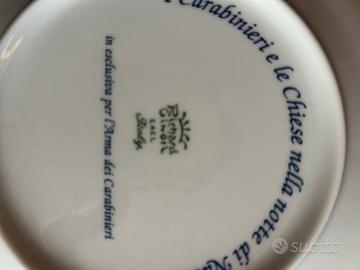 Carabinieri e le Chiese nella notte di
in esclusiva per l'Arma dei Carabinieri
Richard
Ginori
Italy
subito